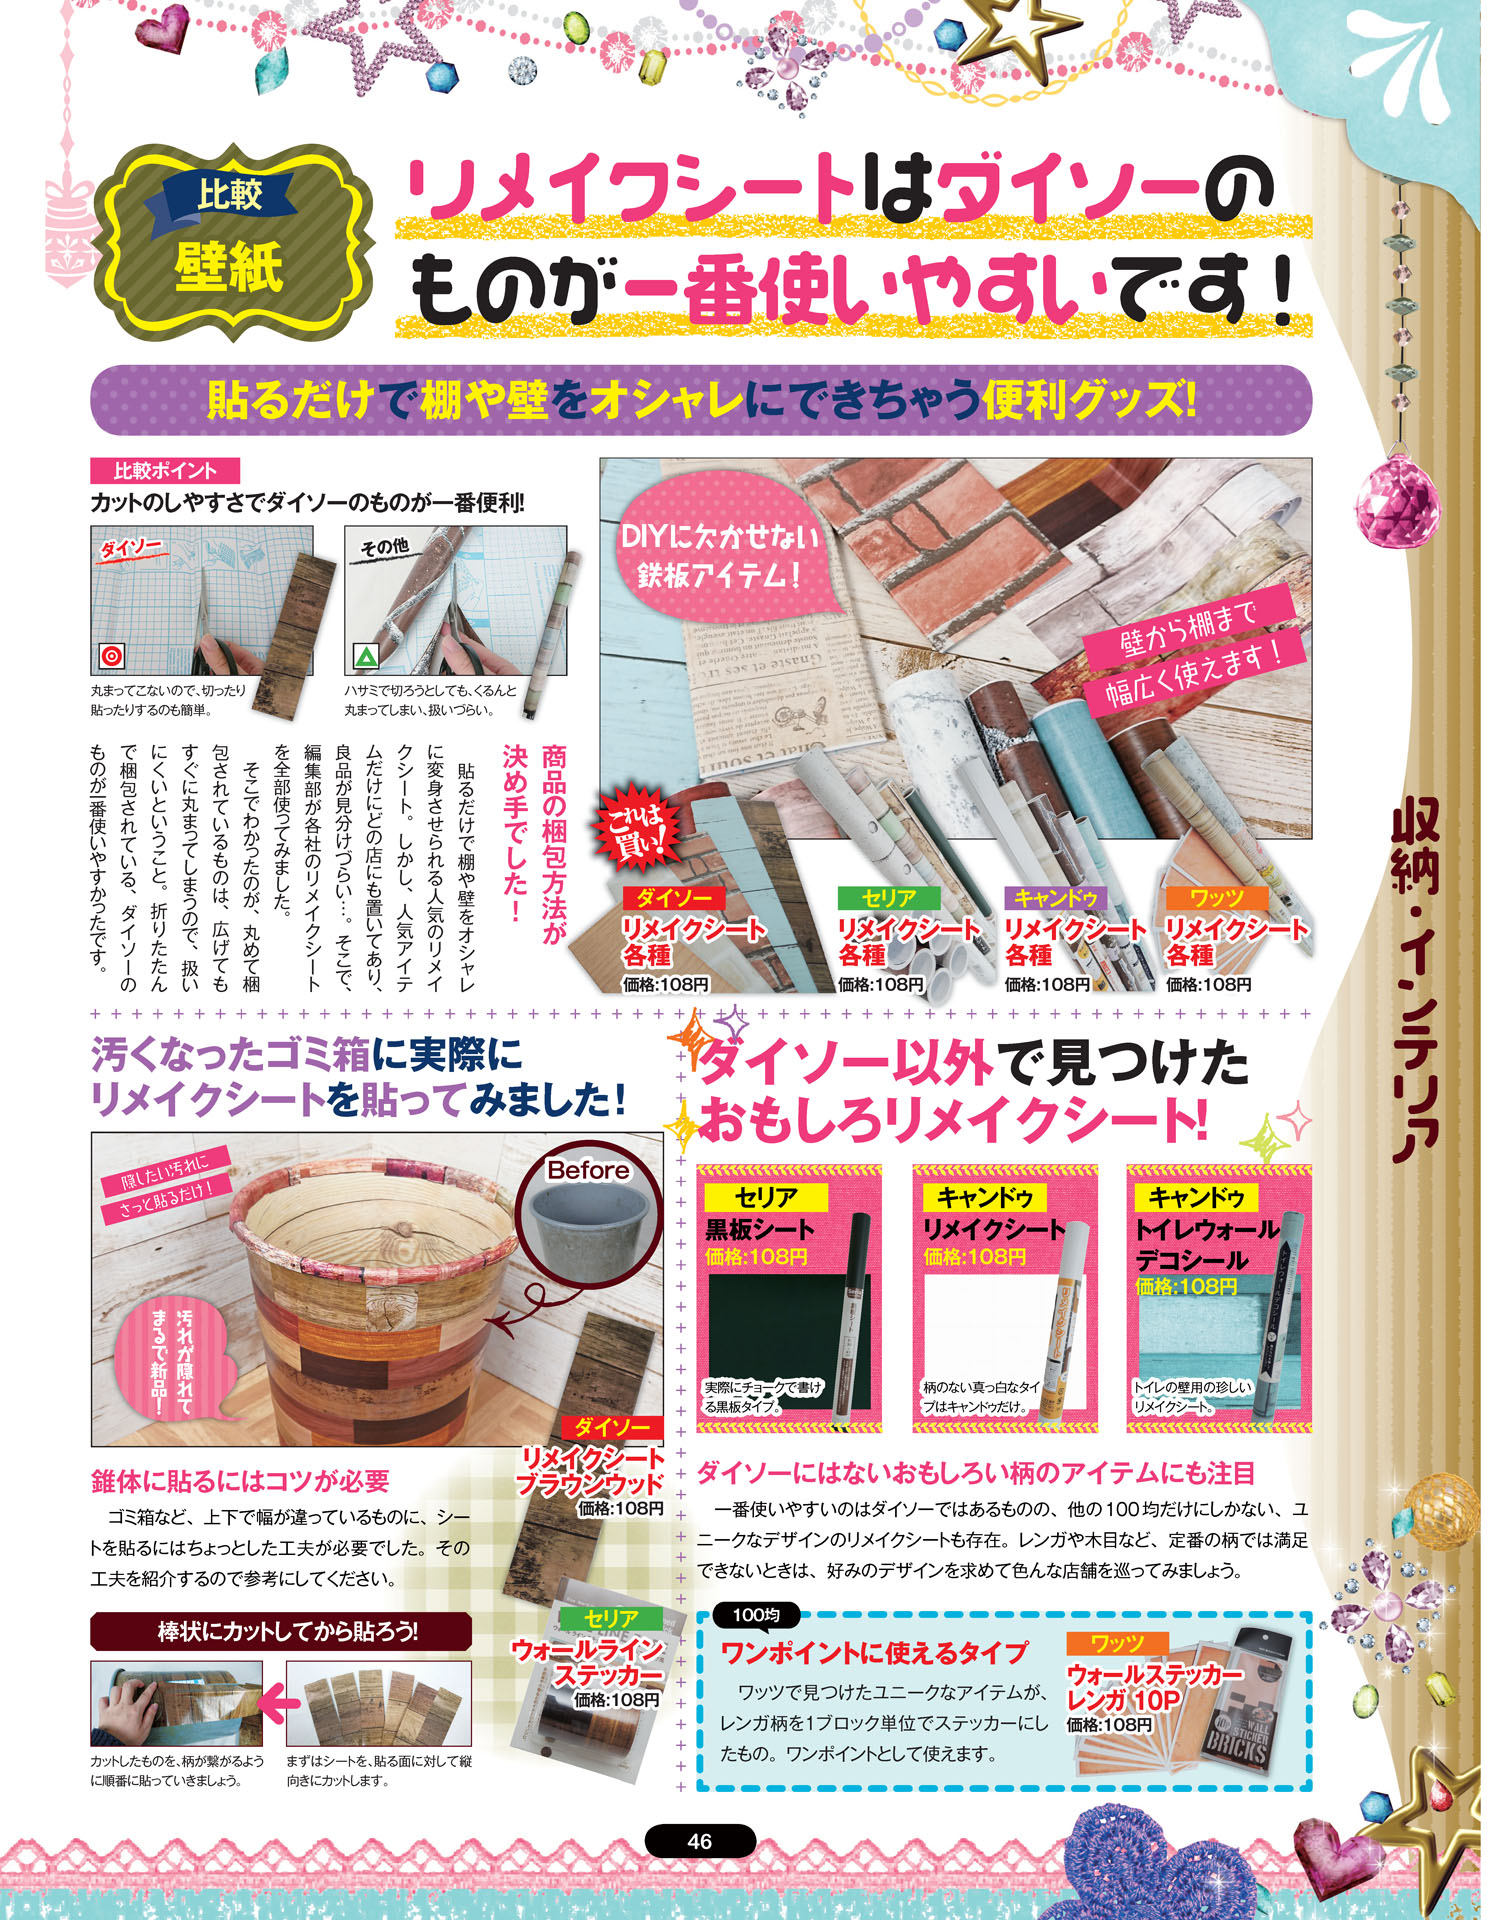 比較
壁紙
リメイクシートはダイソーの
ものが一番使いやすいです！
貼るだけで棚や壁をオシャレにできちゃう便利グッズ！
比較ポイント
カットのしやすさでダイソーのものが一番便利！
ダイソー
丸まってこないので、切ったり
貼ったりするのも簡単。
その他
ハサミで切ろうとしても、くるんと
丸まってしまい、扱いづらい。
DIYに欠かせない
鉄板アイテム！
壁から棚まで
幅広く使えます！
商品の梱包方法が
決め手でした！
貼るだけで棚や壁をオシャレ
に変身させられる人気のリメイ
クシート。しかし、人気アイテ
ムだけにどの店にも置いてあり、
良品が見分けづらい…。そこで、
編集部が各社のリメイクシート
を全部使ってみました。
そこでわかったのが、丸めて梱
包されているものは、広げても
すぐに丸まってしまうので、扱い
にくいということ。折りたたん
で梱包されている、ダイソーの
ものが一番使いやすかったです。
これは
買い！
ダイソー
リメイクシート
各種
価格:108円
セリア
リメイクシート
各種
価格:108円
キャンドゥ
リメイクシート
各種
価格:108円
ワッツ
リメイクシート
各種
価格:108円
収納・インテリア
汚くなったゴミ箱に実際に
リメイクシートを貼ってみました！
隠したい汚れに
さっと貼るだけ！
Before
汚れが隠れて
まるで新品！
ダイソー
リメイクシート
ブラウンウッド
価格:108円
錐体に貼るにはコツが必要
ゴミ箱など、上下で幅が違っているものに、シー
トを貼るにはちょっとした工夫が必要でした。その
工夫を紹介するので参考にしてください。
棒状にカットしてから貼ろう！
カットしたものを、柄が繋がるよう
に順番に貼っていきましょう。
まずはシートを、貼る面に対して縦
向きにカットします。
セリア
ウォールライン
ステッカー
価格:108円
ダイソー以外で見つけた
おもしろリメイクシート！
セリア
黒板シート
価格:108円
黒板シート
実際にチョークで書け
る黒板タイプ。
キャンドゥ
リメイクシート
価格:108円
リメイクシート
柄のない真っ白なタイ
プはキャンドゥだけ。
キャンドゥ
トイレウォール
デコシール
価格:108円
トイレウォールデコシール
トイレの壁用の珍しい
リメイクシート。
ダイソーにはないおもしろい柄のアイテムにも注目
一番使いやすいのはダイソーではあるものの、他の100均だけにしかない、ユ
ニークなデザインのリメイクシートも存在。レンガや木目など、定番の柄では満足
できないときは、好みのデザインを求めて色んな店舗を巡ってみましょう。
100均
ワンポイントに使えるタイプ
ワッツで見つけたユニークなアイテムが、
レンガ柄を1ブロック単位でステッカーにし
たもの。ワンポイントとして使えます。
ワッツ
ウォールステッカー
レンガ 10P
価格:108円
WALL
STICKER
BRICKS
46